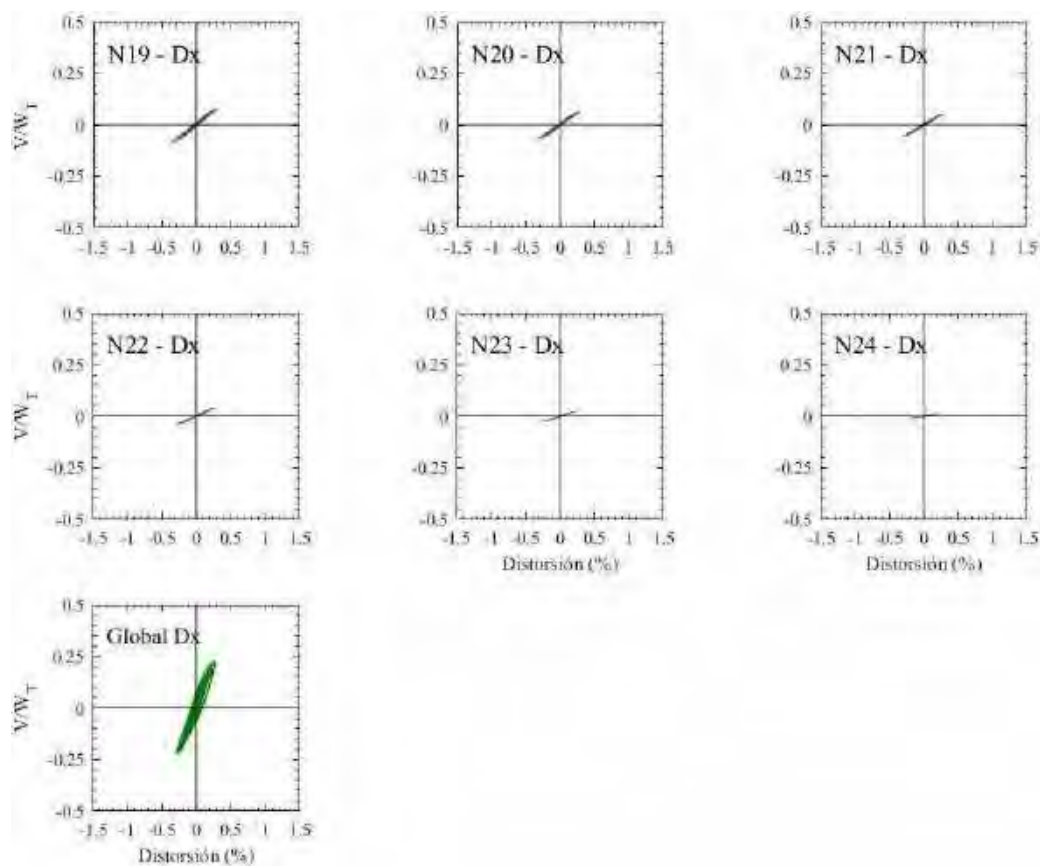 0.5 0.5 0.5
N19 - Dx N20 - Dx N21 - Dx
0.25 0.25 0.25
V/W_T 0 0 0
-0.25 -0.25 -0.25
-0.5 -0.5 -0.5
-1.5 -1 -0.5 0 0.5 1 1.5 -1.5 -1 -0.5 0 0.5 1 1.5 -1.5 -1 -0.5 0 0.5 1 1.5
0.5 0.5 0.5
N22 - Dx N23 - Dx N24 - Dx
0.25 0.25 0.25
V/W_T 0 0 0
-0.25 -0.25 -0.25
-0.5 -0.5 -0.5
-1.5 -1 -0.5 0 0.5 1 1.5 -1.5 -1 -0.5 0 0.5 1 1.5 -1.5 -1 -0.5 0 0.5 1 1.5
Distorsión (%) Distorsión (%)
0.5
Global Dx
0.25
V/W_T 0
-0.25
-0.5
-1.5 -1 -0.5 0 0.5 1 1.5
Distorsión (%)